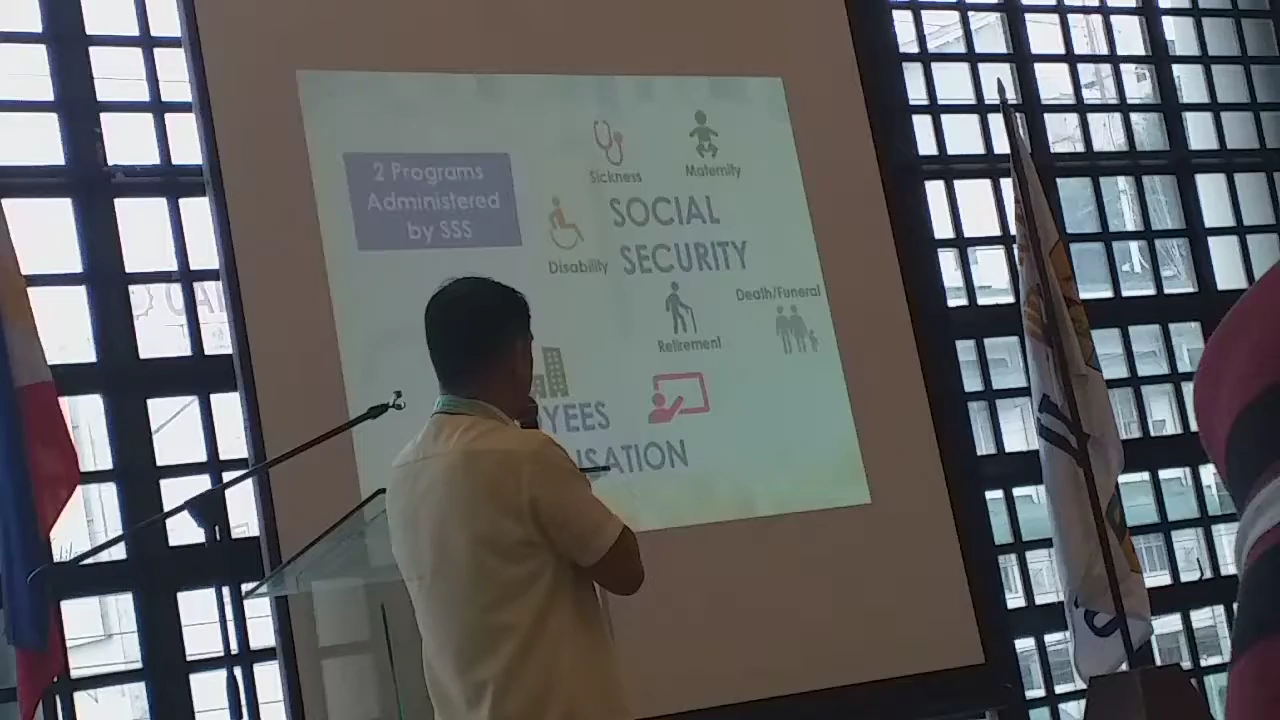 2 Programs
Administered
by SSS
Sickness
Maternity
Disability
SOCIAL
SECURITY
Death/Funeral
Retirement
YEES
SATION